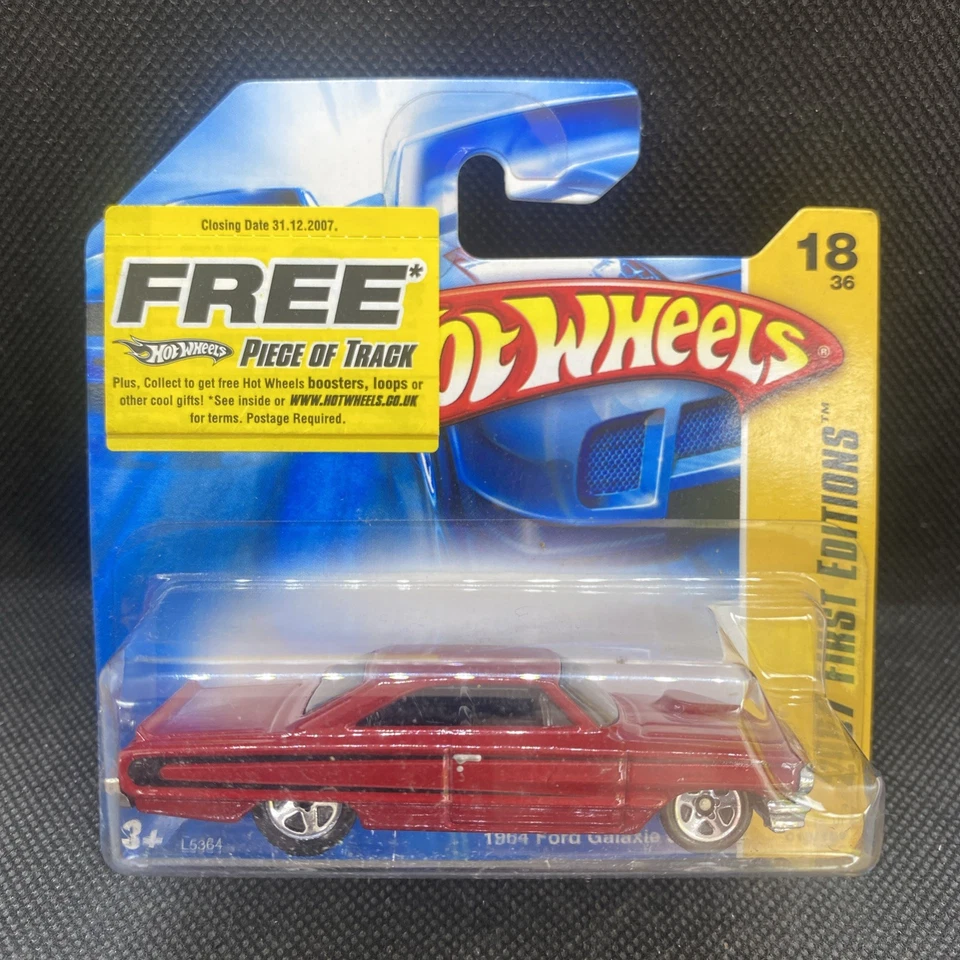 Closing Date 31.12.2007.
FREE*
HOT WHEELS PIECE OF TRACK
Plus, Collect to get free Hot Wheels boosters, loops or
other cool gifts! *See inside or WWW.HOTWHEELS.CO.UK
for terms. Postage Required.
18
36
HOT WHEELS®
FIRST EDITIONS™
3+
L5364
1964 Ford Galaxie